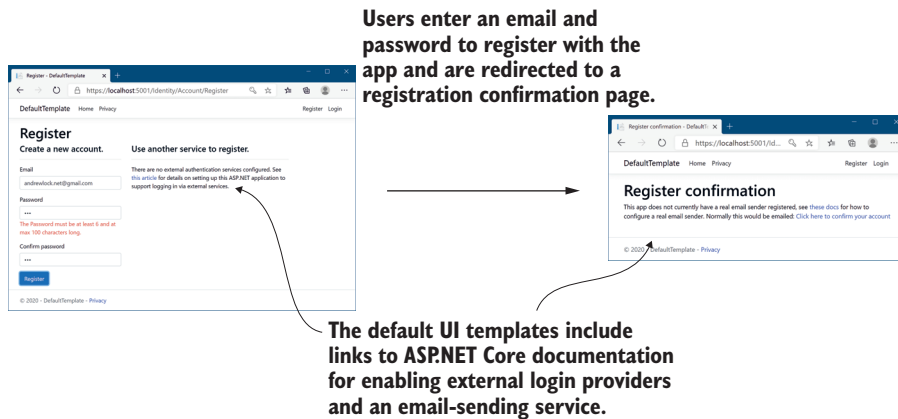 Users enter an email and
password to register with the
app and are redirected to a
registration confirmation page.
Register - DefaultTemplate
https://localhost:5001/Identity/Account/Register
DefaultTemplate Home Privacy Register Login
Register
Create a new account.
Email
andrewlock.net@gmail.com
Password
•••
The Password must be at least 6 and at
max 100 characters long.
Confirm password
•••
Register
Use another service to register.
There are no external authentication services configured. See
this article for details on setting up this ASP.NET application to
support logging in via external services.
© 2020 - DefaultTemplate - Privacy
Register confirmation - DefaultTe
https://localhost:5001/Id...
DefaultTemplate Home Privacy Register Login
Register confirmation
This app does not currently have a real email sender registered, see these docs for how to
configure a real email sender. Normally this would be emailed: Click here to confirm your account
© 2020 - DefaultTemplate - Privacy
The default UI templates include
links to ASP.NET Core documentation
for enabling external login providers
and an email-sending service.